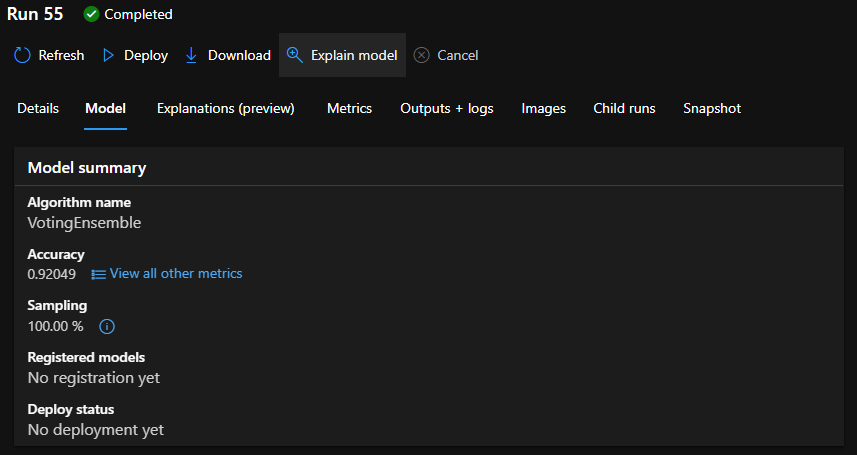 Run 55 Completed
Refresh Deploy Download Explain model Cancel
Details Model Explanations (preview) Metrics Outputs + logs Images Child runs Snapshot
Model summary
Algorithm name
VotingEnsemble
Accuracy
0.92049 View all other metrics
Sampling
100.00 %
Registered models
No registration yet
Deploy status
No deployment yet